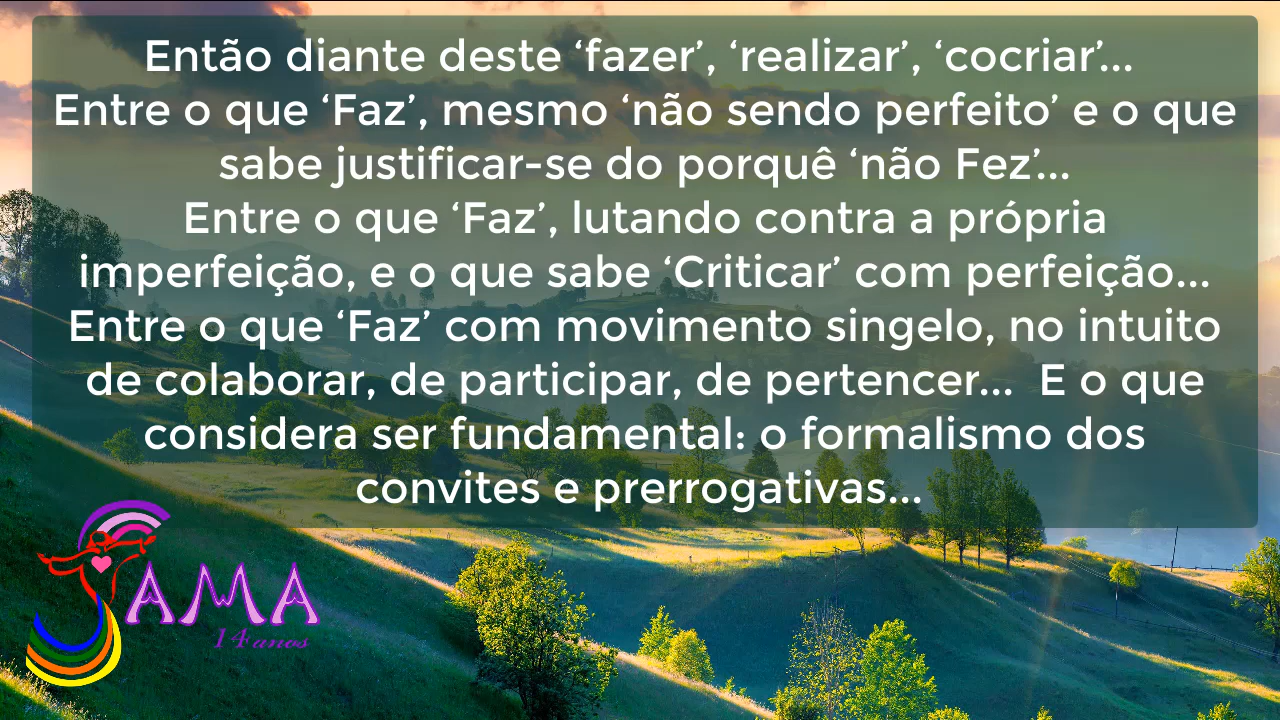 Então diante deste ‘fazer’, ‘realizar’, ‘cocriar’...
Entre o que ‘Faz’, mesmo ‘não sendo perfeito’ e o que
sabe justificar-se do porquê ‘não Fez’...
Entre o que ‘Faz’, lutando contra a própria
imperfeição, e o que sabe ‘Criticar’ com perfeição...
Entre o que ‘Faz’ com movimento singelo, no intuito
de colaborar, de participar, de pertencer...  E o que
considera ser fundamental: o formalismo dos
convites e prerrogativas...
JAMA
14 anos